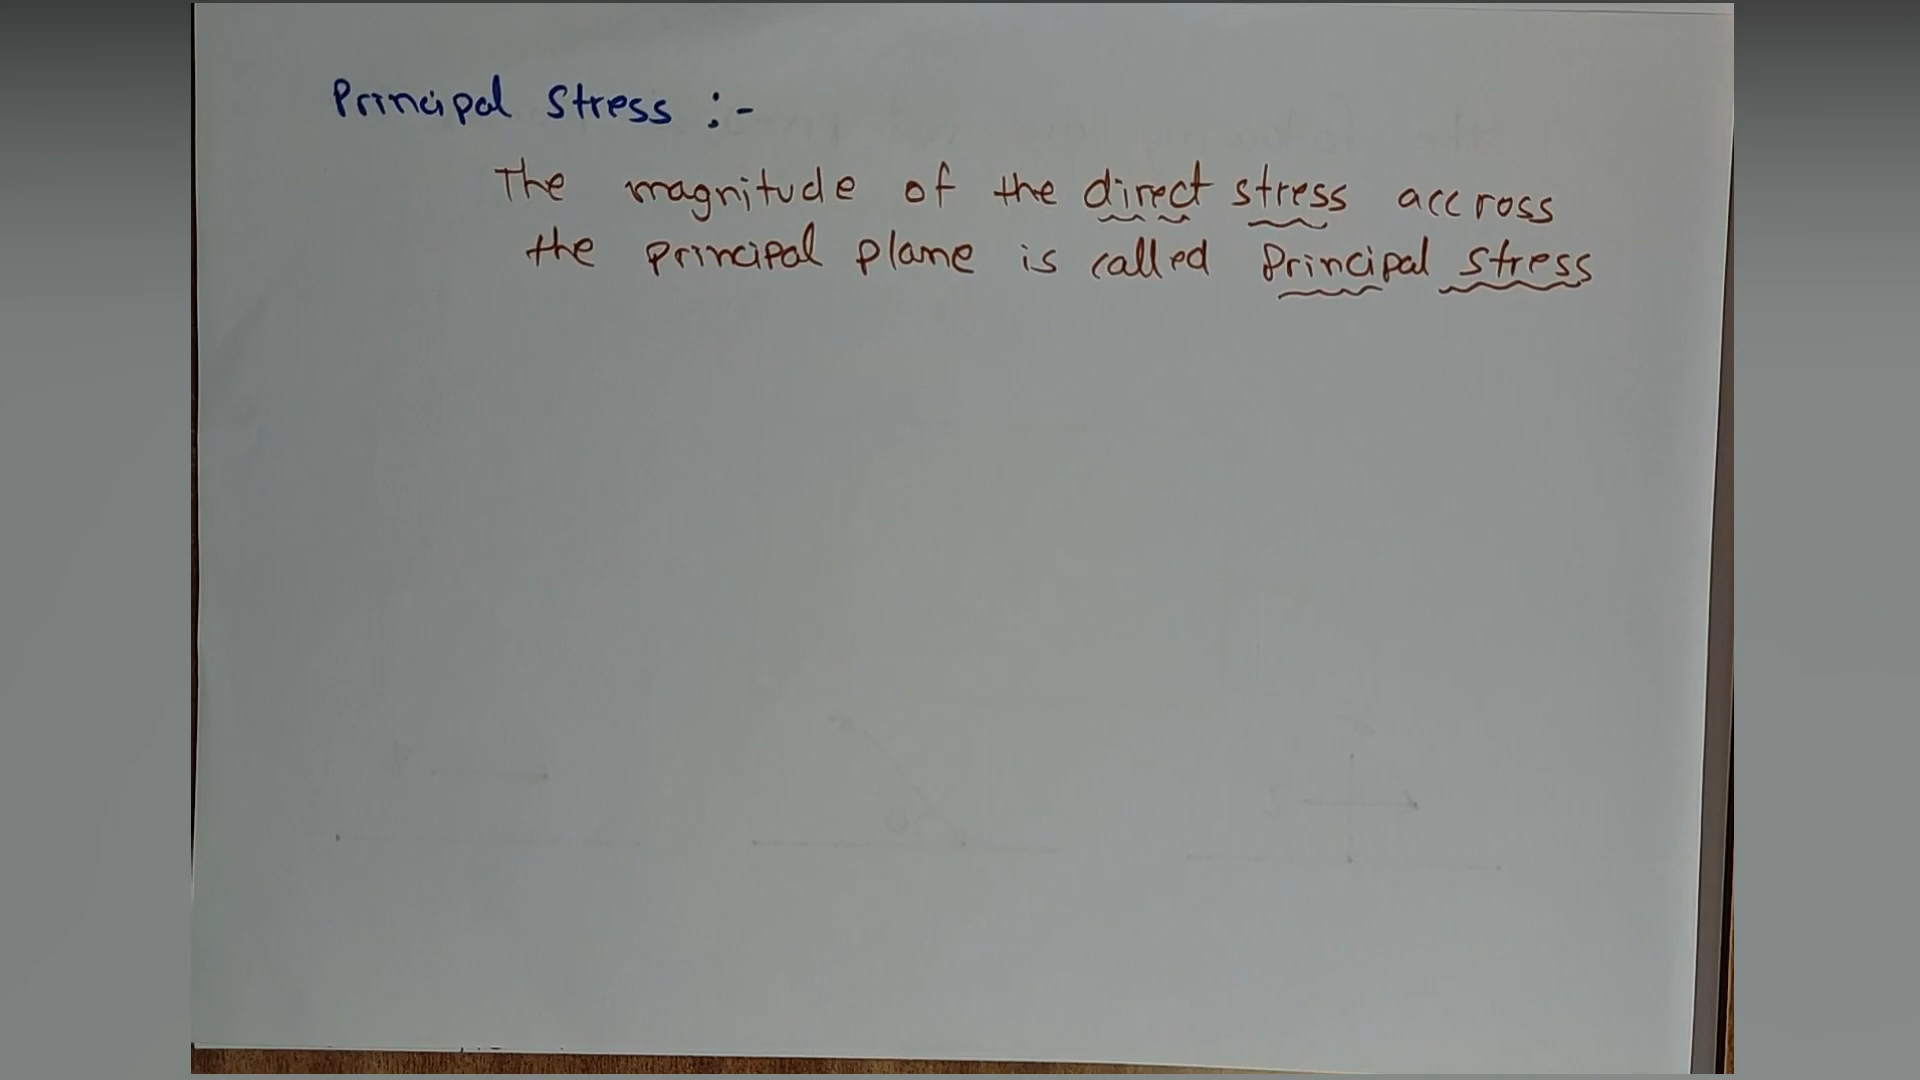 Principal Stress :-
The magnitude of the direct stress accross
the principal plane is called Principal stress